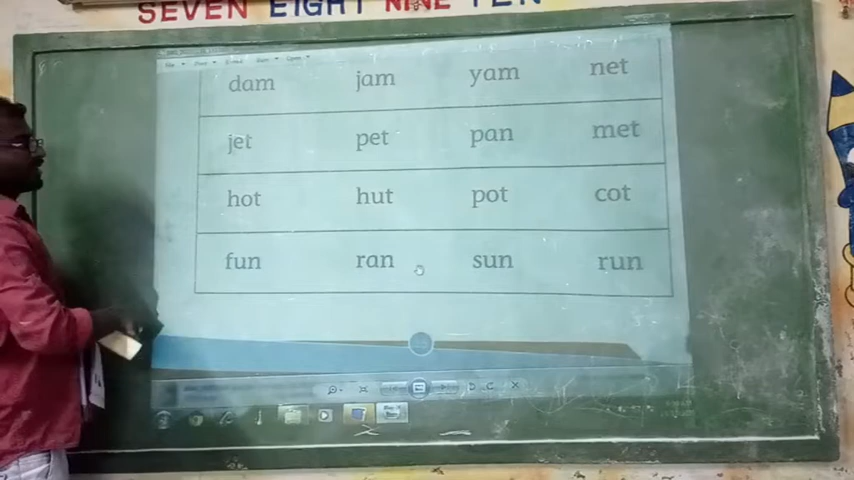 SEVEN EIGHT NINE TEN
dam jam yam net
jet pet pan met
hot hut pot cot
fun ran sun run